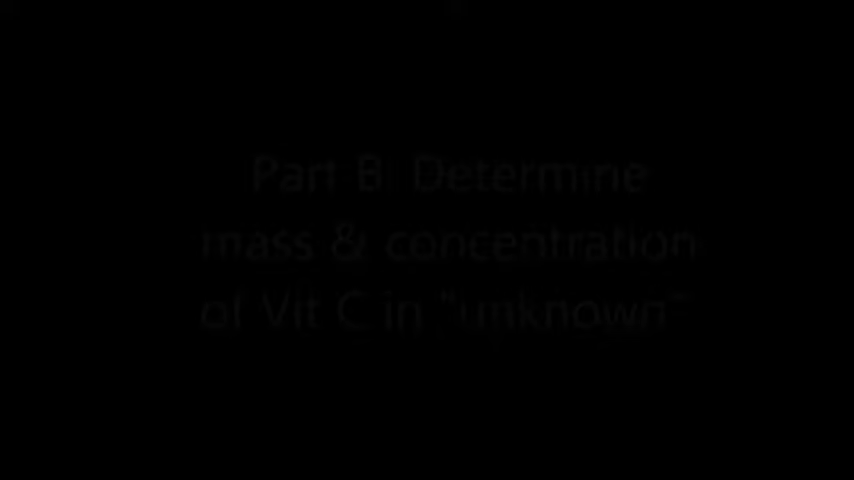 Part B: Determine
mass & concentration
of Vit C in "unknown"